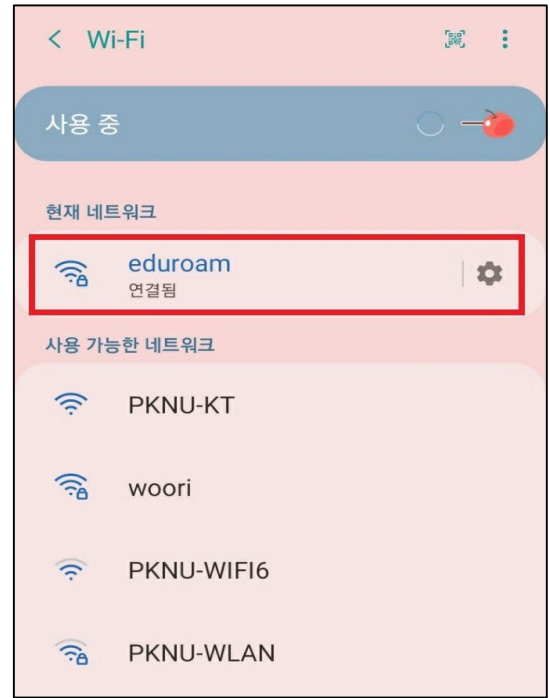 Wi-Fi
사용 중
현재 네트워크
eduroam
연결됨
사용 가능한 네트워크
PKNU-KT
woori
PKNU-WIFI6
PKNU-WLAN